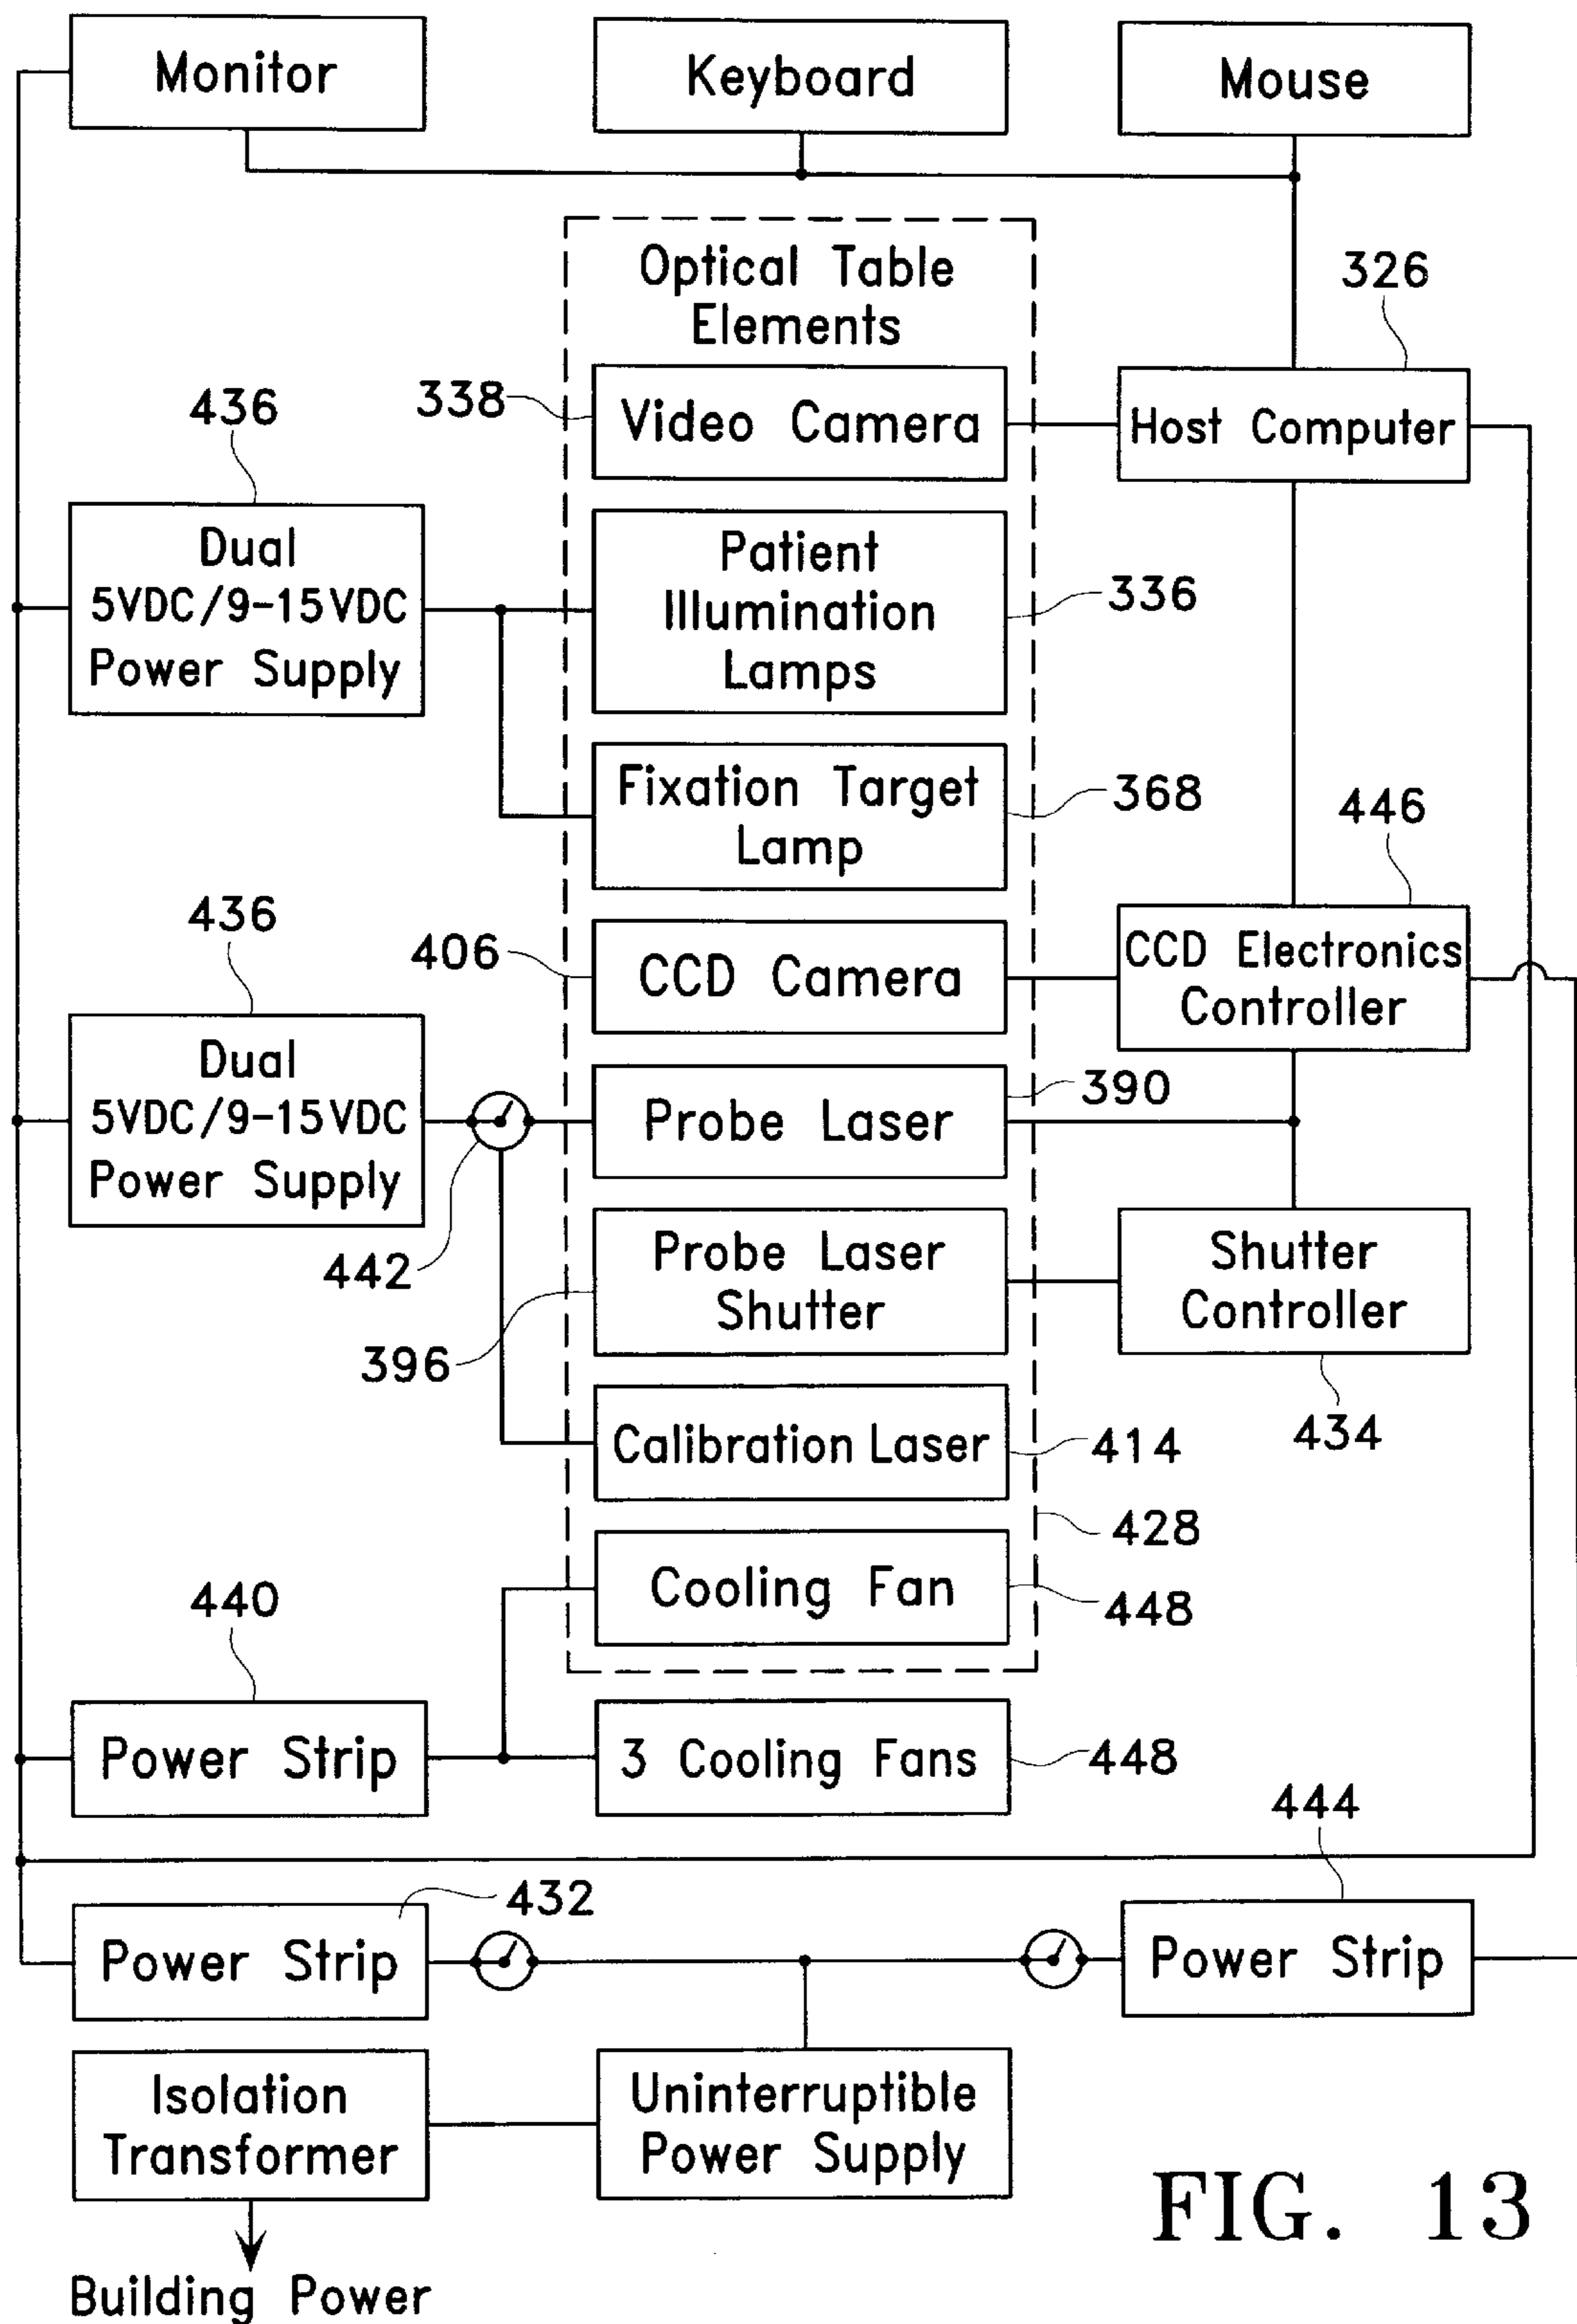 Monitor
Keyboard
Mouse
Optical Table
Elements
326
338
Video Camera
Host Computer
436
Dual
5VDC/9-15VDC
Power Supply
Patient
Illumination
Lamps
336
Fixation Target
Lamp
368
446
436
406
CCD Camera
CCD Electronics
Controller
Dual
5VDC/9-15VDC
Power Supply
390
Probe Laser
442
Probe Laser
Shutter
Shutter
Controller
396
434
Calibration Laser
414
428
440
Cooling Fan
448
Power Strip
3 Cooling Fans
448
444
432
Power Strip
Power Strip
Isolation
Transformer
Uninterruptible
Power Supply
FIG. 13
Building Power